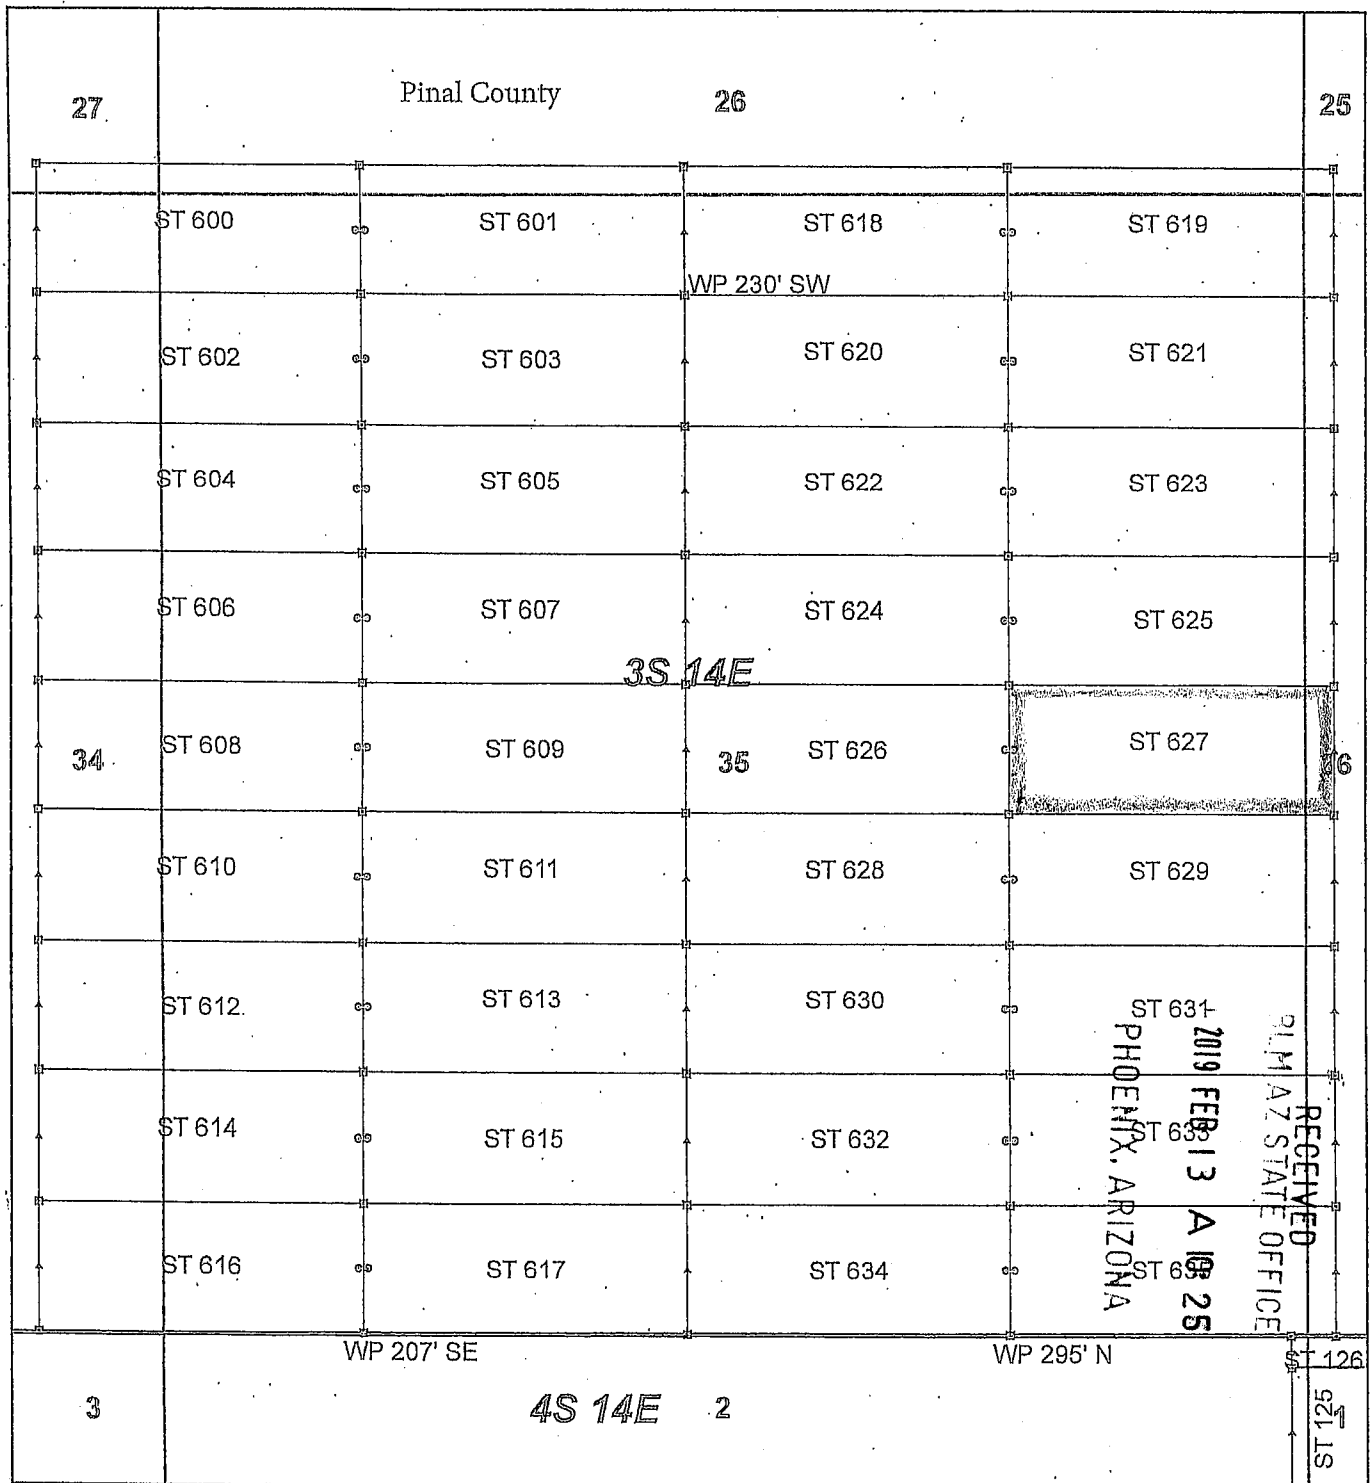 27 Pinal County 26 25
ST 600 ST 601 ST 618 ST 619
WP 230' SW
ST 602 ST 603 ST 620 ST 621
ST 604 ST 605 ST 622 ST 623
ST 606 ST 607 ST 624 ST 625
3S 14E
34 ST 608 ST 609 35 ST 626 ST 627
ST 610 ST 611 ST 628 ST 629
ST 612 ST 613 ST 630 ST 631
ST 614 ST 615 ST 632
ST 616 ST 617 ST 634
RECEIVED
AZ STATE OFFICE
2019 FEB 13 A 10:25
PHOENIX, ARIZONA
WP 207' SE WP 295' N
ST 126
3 4S 14E 2 1
ST 125